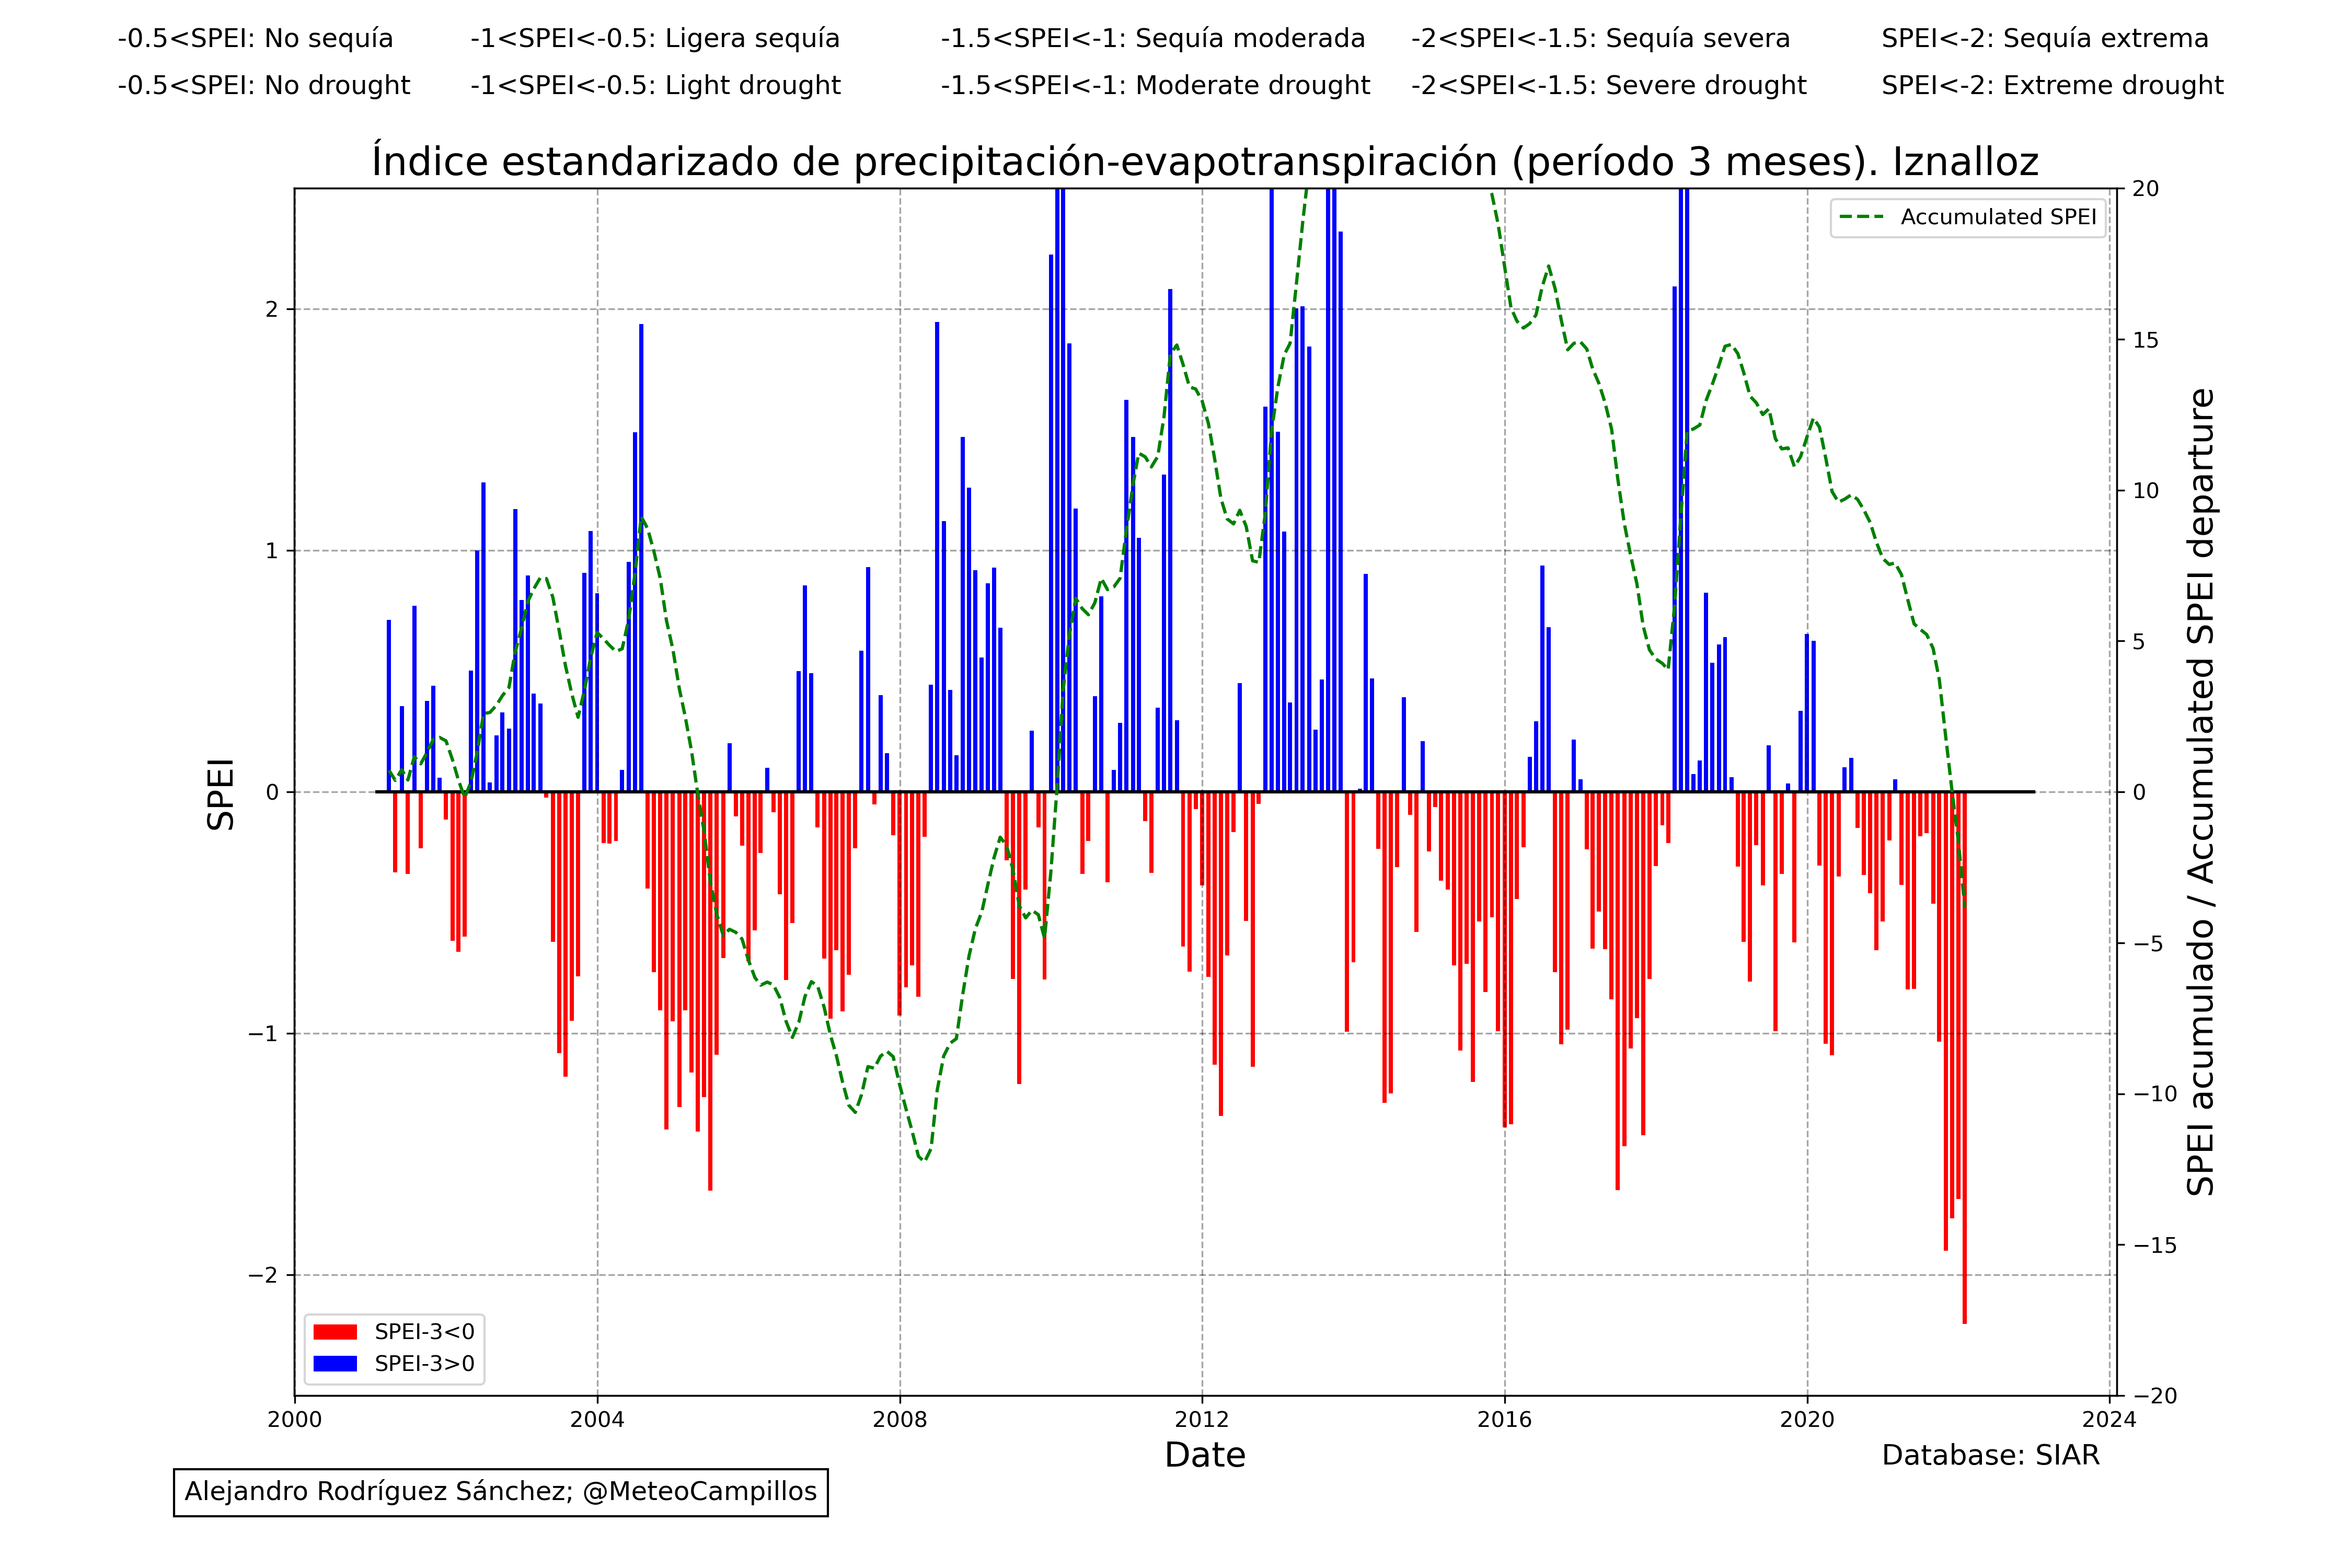 -0.5<SPEI: No sequía -1<SPEI<-0.5: Ligera sequía -1.5<SPEI<-1: Sequía moderada -2<SPEI<-1.5: Sequía severa SPEI<-2: Sequía extrema
-0.5<SPEI: No drought -1<SPEI<-0.5: Light drought -1.5<SPEI<-1: Moderate drought -2<SPEI<-1.5: Severe drought SPEI<-2: Extreme drought
Índice estandarizado de precipitación-evapotranspiración (período 3 meses). Iznalloz
Accumulated SPEI
SPEI
2
1
0
−1
−2
20
15
10
5
0
−5
−10
−15
−20
SPEI acumulado / Accumulated SPEI departure
SPEI-3<0
SPEI-3>0
2000 2004 2008 2012 2016 2020 2024
Date
Database: SIAR
Alejandro Rodríguez Sánchez; @MeteoCampillos